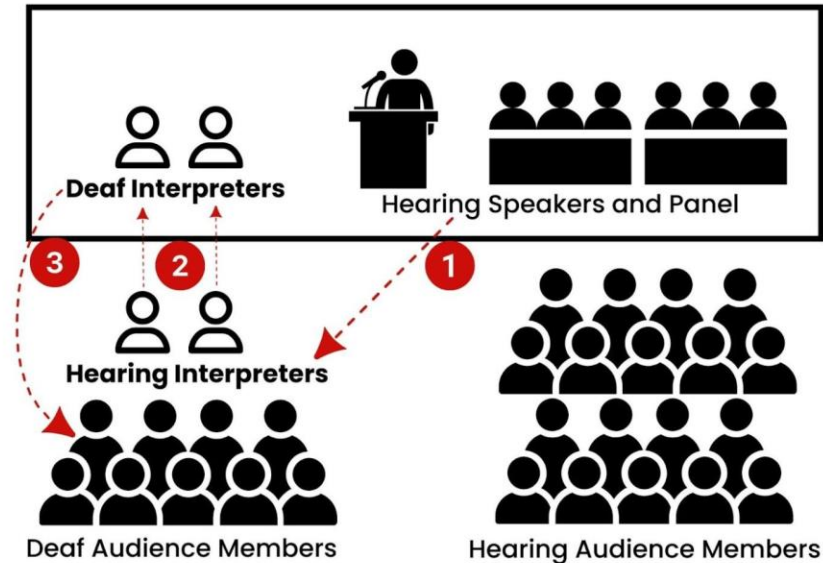 Deaf Interpreters
Hearing Speakers and Panel
3
2
1
Hearing Interpreters
Deaf Audience Members
Hearing Audience Members